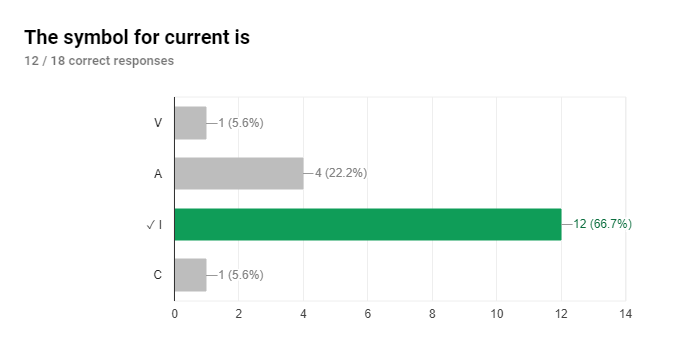 The symbol for current is
12 / 18 correct responses
V
1 (5.6%)
A
4 (22.2%)
✓ I
12 (66.7%)
C
1 (5.6%)
0 2 4 6 8 10 12 14